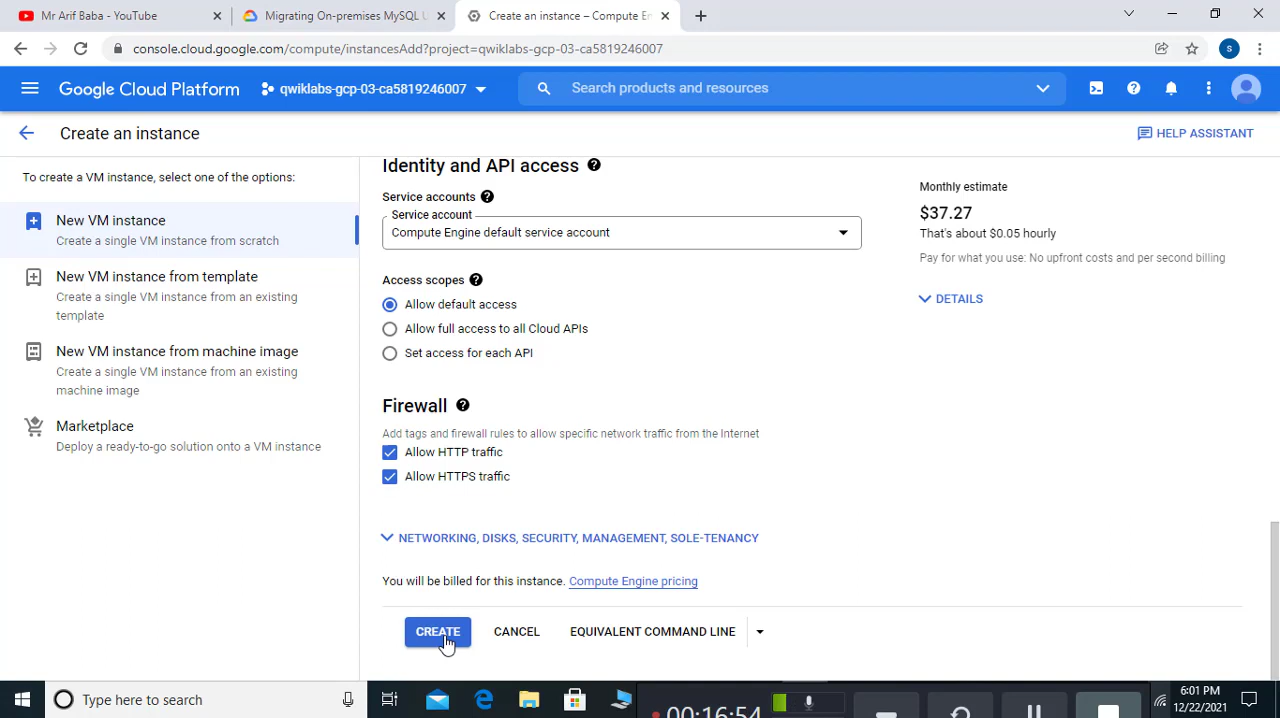 Mr Arif Baba - YouTube
Migrating On-premises MySQL U
Create an instance – Compute En
console.cloud.google.com/compute/instancesAdd?project=qwiklabs-gcp-03-ca5819246007
S
Google Cloud Platform
qwiklabs-gcp-03-ca5819246007
Search products and resources
Create an instance
HELP ASSISTANT
To create a VM instance, select one of the options:
New VM instance
Create a single VM instance from scratch
New VM instance from template
Create a single VM instance from an existing
template
New VM instance from machine image
Create a single VM instance from an existing
machine image
Marketplace
Deploy a ready-to-go solution onto a VM instance
Identity and API access
Service accounts
Service account
Compute Engine default service account
Access scopes
Allow default access
Allow full access to all Cloud APIs
Set access for each API
Firewall
Add tags and firewall rules to allow specific network traffic from the Internet
Allow HTTP traffic
Allow HTTPS traffic
NETWORKING, DISKS, SECURITY, MANAGEMENT, SOLE-TENANCY
You will be billed for this instance. Compute Engine pricing
CREATE
CANCEL
EQUIVALENT COMMAND LINE
Monthly estimate
$37.27
That's about $0.05 hourly
Pay for what you use: No upfront costs and per second billing
DETAILS
Type here to search
00:16:54
6:01 PM
12/22/2021